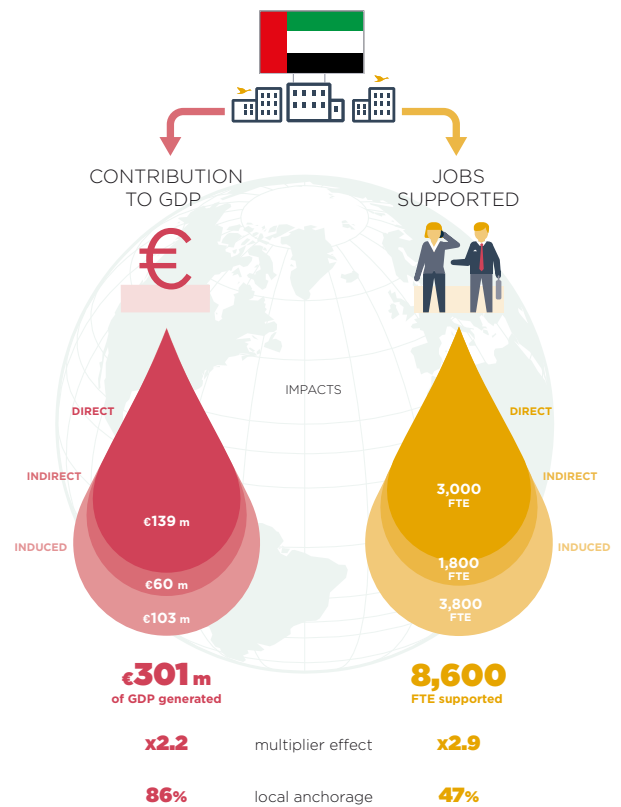 CONTRIBUTION
TO GDP
JOBS
SUPPORTED
€
IMPACTS
DIRECT
DIRECT
INDIRECT
INDIRECT
INDUCED
INDUCED
€139 m
€60 m
€103 m
3,000
FTE
1,800
FTE
3,800
FTE
€301 m
of GDP generated
8,600
FTE supported
x2.2 multiplier effect x2.9
86% local anchorage 47%